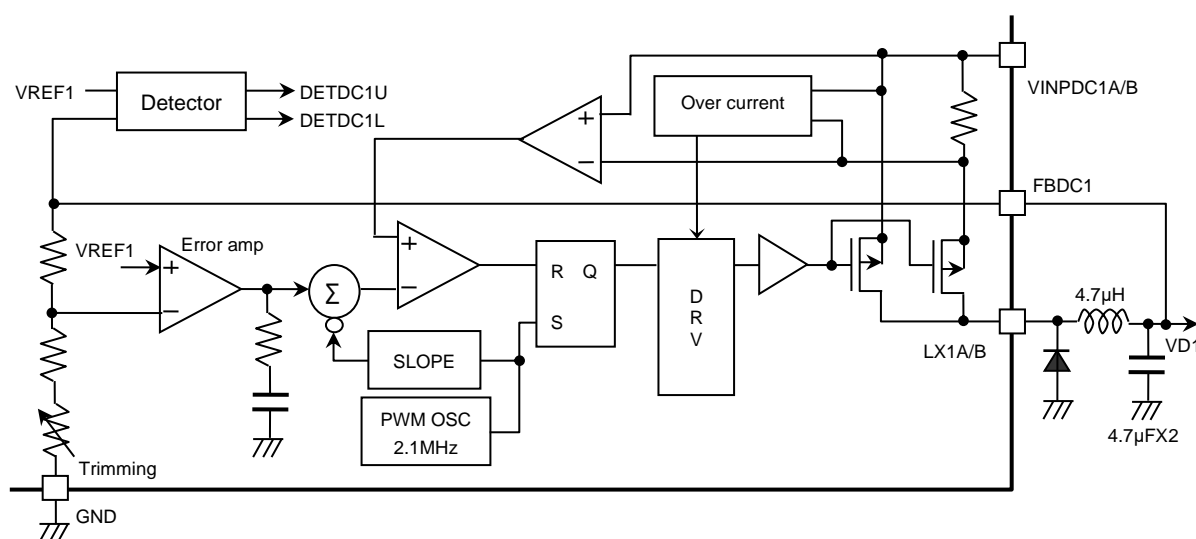 VREF1
Detector
DETDC1U
DETDC1L
+
−
Over current
VINPDC1A/B
FBDC1
VREF1
Error amp
+
−
Σ
+
−
R Q
S
D
R
V
SLOPE
PWM OSC
2.1MHz
LX1A/B
4.7µH
VD1
4.7µFX2
Trimming
GND